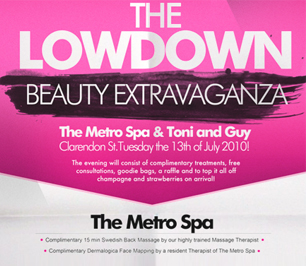 THE
LOWDOWN
BEAUTY EXTRAVAGANZA
The Metro Spa & Toni and Guy
Clarendon St.Tuesday the 13th of July 2010!
The evening will consist of complimentary treatments, free
consultations, goodie bags, a raffle and to top it all off
champagne and strawberries on arrival!
The Metro Spa
• Complimentary 15 min Swedish Back Massage by our highly trained Massage Therapist •
• Complimentary Dermalogica Face Mapping by a resident Therapist of The Metro Spa •